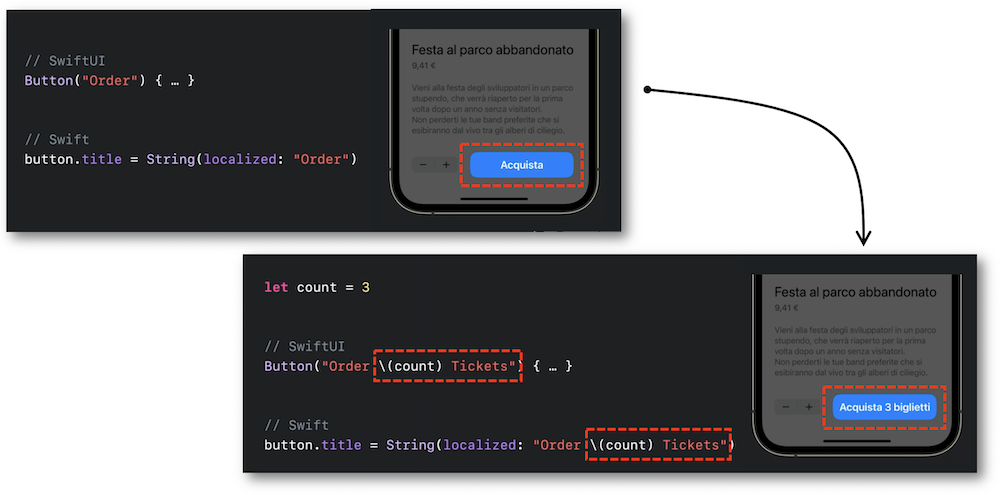 // SwiftUI
Button("Order") { … }
// Swift
button.title = String(localized: "Order")
Festa al parco abbandonato
9,41 €
Vieni alla festa degli sviluppatori in un parco
stupendo, che verrà riaperto per la prima
volta dopo un anno senza visitatori.
Non perderti le tue band preferite che si
esibiranno dal vivo tra gli alberi di ciliegio.
− +
Acquista
let count = 3
// SwiftUI
Button("Order \(count) Tickets") { … }
// Swift
button.title = String(localized: "Order \(count) Tickets")
Festa al parco abbandonato
9,41 €
Vieni alla festa degli sviluppatori in un parco
stupendo, che verrà riaperto per la prima
volta dopo un anno senza visitatori.
Non perderti le tue band preferite che si
esibiranno dal vivo tra gli alberi di ciliegio.
− +
Acquista 3 biglietti